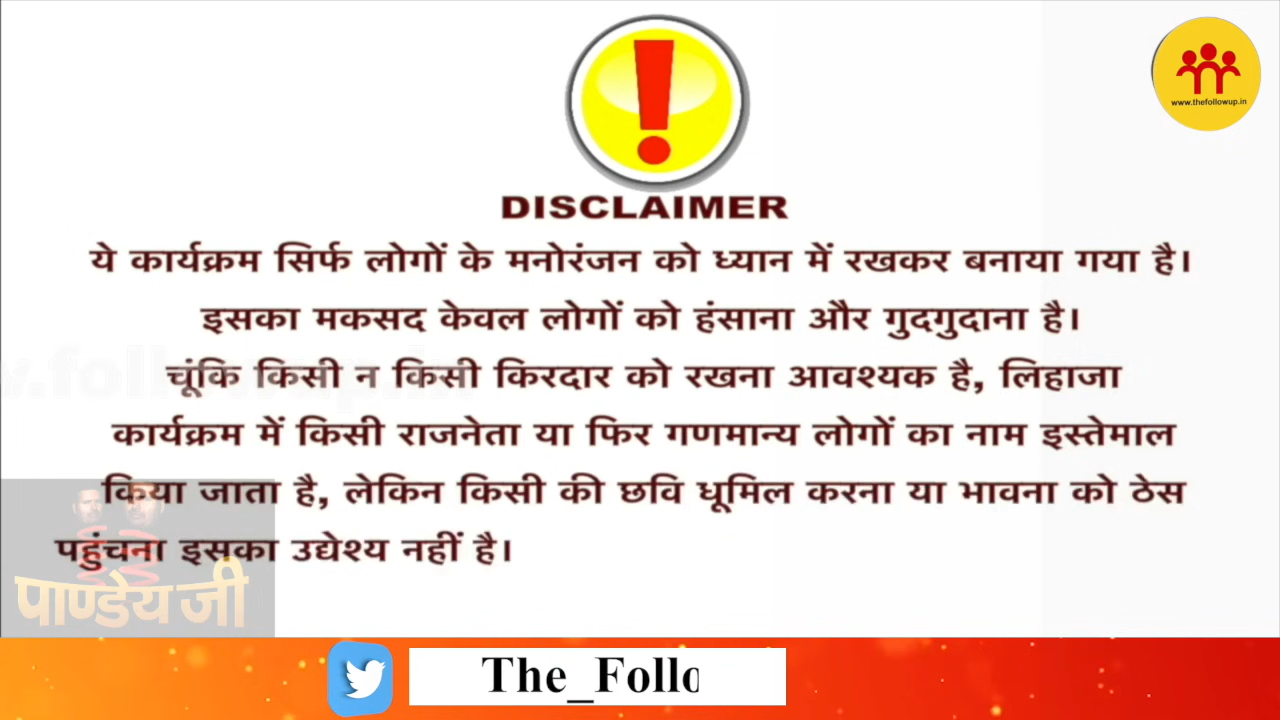 www.thefollowup.in
DISCLAIMER
ये कार्यक्रम सिर्फ लोगों के मनोरंजन को ध्यान में रखकर बनाया गया है।
इसका मकसद केवल लोगों को हंसाना और गुदगुदाना है।
चूंकि किसी न किसी किरदार को रखना आवश्यक है, लिहाजा
कार्यक्रम में किसी राजनेता या फिर गणमान्य लोगों का नाम इस्तेमाल
किया जाता है, लेकिन किसी की छवि धूमिल करना या भावना को ठेस
पहुंचना इसका उद्येश्य नहीं है।
पाण्डेय जी
The_Follo